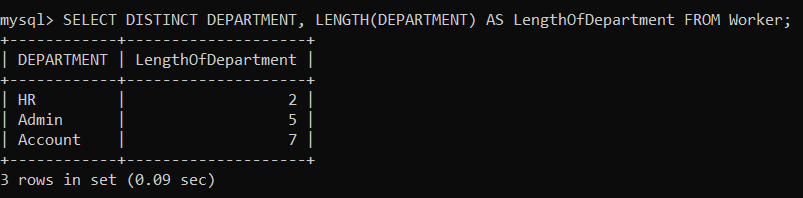 mysql> SELECT DISTINCT DEPARTMENT, LENGTH(DEPARTMENT) AS LengthOfDepartment FROM Worker;
+------------+--------------------+
| DEPARTMENT | LengthOfDepartment |
+------------+--------------------+
| HR         |                  2 |
| Admin      |                  5 |
| Account    |                  7 |
+------------+--------------------+
3 rows in set (0.09 sec)